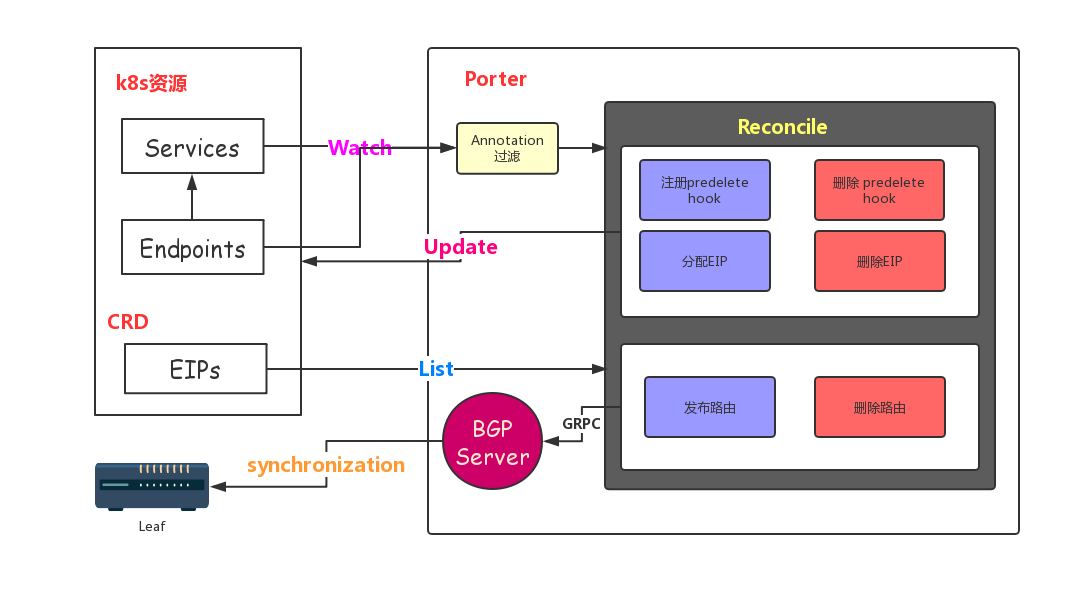 k8s资源
Services
Endpoints
CRD
EIPs
Watch
Update
List
synchronization
Leaf
Porter
Annotation
过滤
BGP
Server
GRPC
Reconcile
注册predelete
hook
删除 predelete
hook
分配EIP
删除EIP
发布路由
删除路由